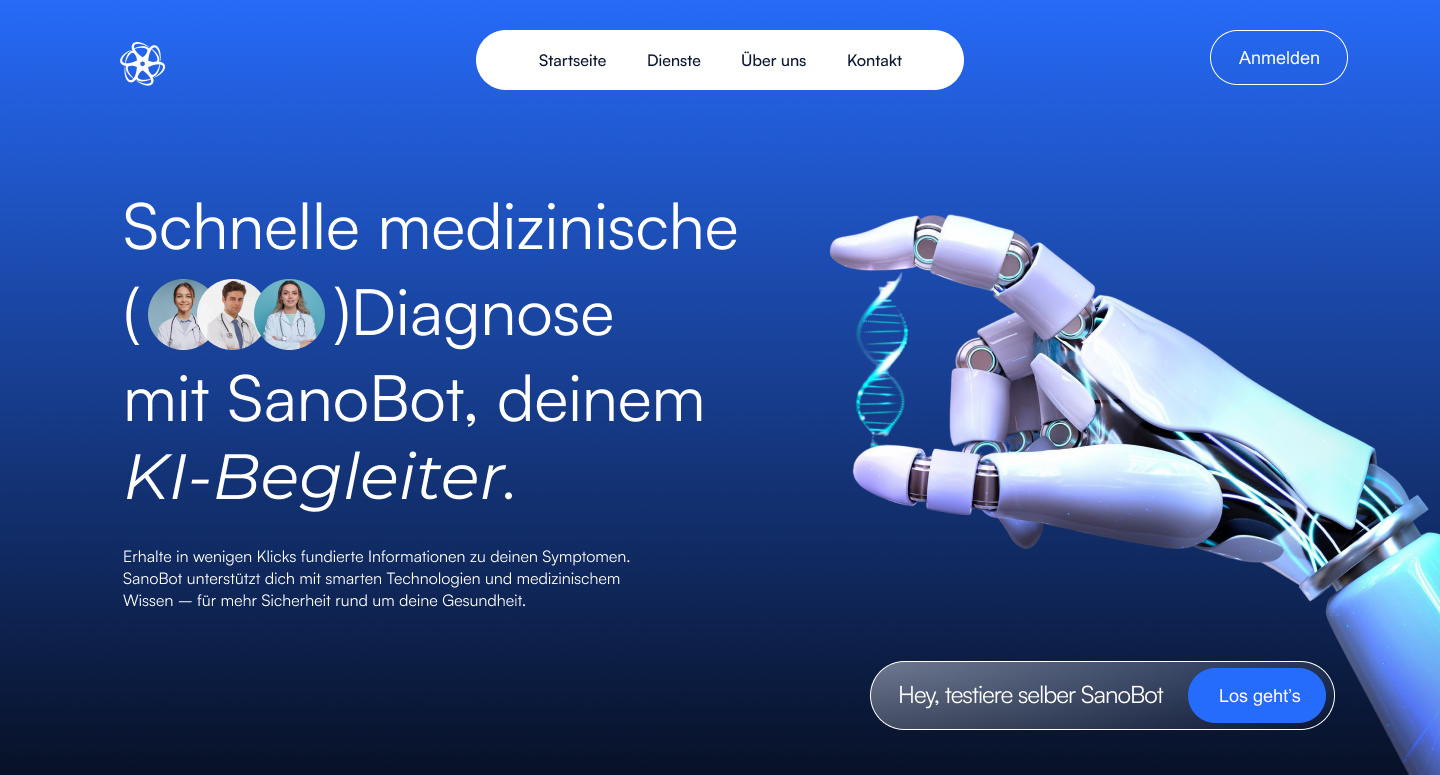 Startseite Dienste Über uns Kontakt
Anmelden
Schnelle medizinische
( )Diagnose
mit SanoBot, deinem
KI-Begleiter.
Erhalte in wenigen Klicks fundierte Informationen zu deinen Symptomen.
SanoBot unterstützt dich mit smarten Technologien und medizinischem
Wissen — für mehr Sicherheit rund um deine Gesundheit.
Hey, testiere selber SanoBot
Los geht's